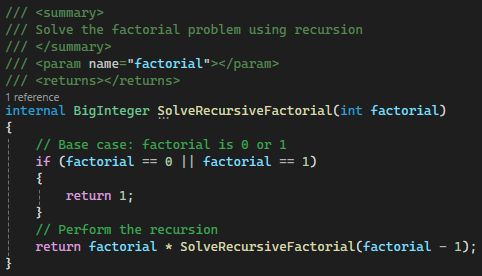 /// <summary>
/// Solve the factorial problem using recursion
/// </summary>
/// <param name="factorial"></param>
/// <returns></returns>
1 reference
internal BigInteger SolveRecursiveFactorial(int factorial)
{
    // Base case: factorial is 0 or 1
    if (factorial == 0 || factorial == 1)
    {
        return 1;
    }
    // Perform the recursion
    return factorial * SolveRecursiveFactorial(factorial - 1);
}